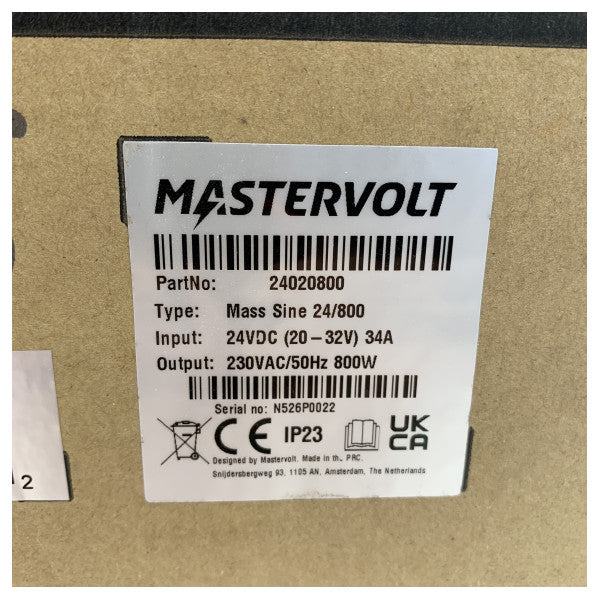 MASTERVOLT
PartNo: 24020800
Type: Mass Sine 24/800
Input: 24VDC (20–32V) 34A
Output: 230VAC/50Hz 800W
Serial no: N526P0022
CE IP23 UK
CA
Designed by Mastervolt. Made in th. PRC.
Snijdersbergweg 93, 1105 AN, Amsterdam, The Netherlands
2